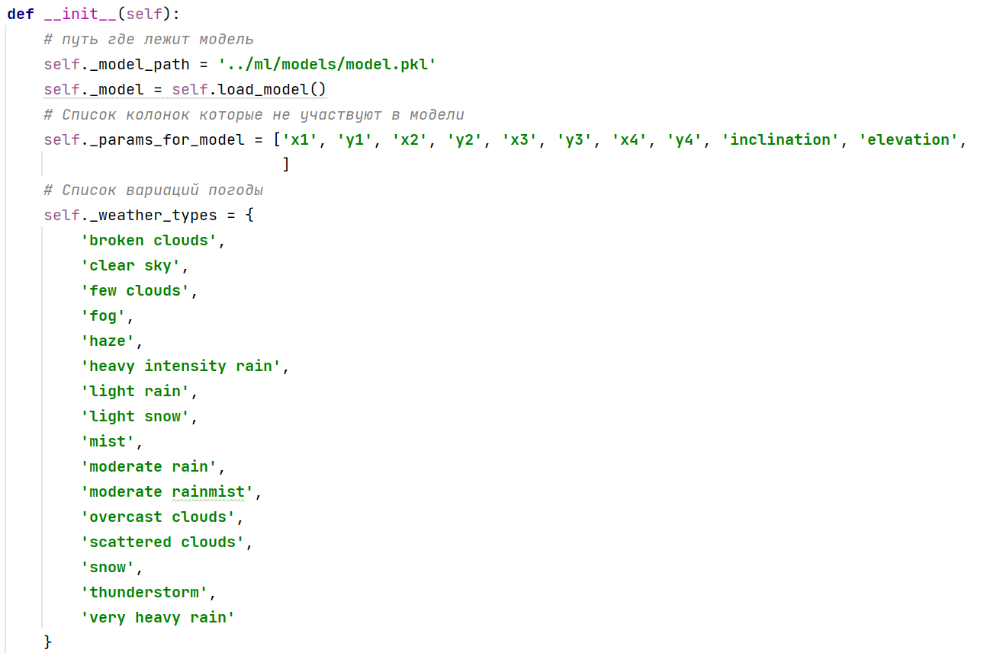 def __init__(self):
    # путь где лежит модель
    self._model_path = '../ml/models/model.pkl'
    self._model = self.load_model()
    # Список колонок которые не участвуют в модели
    self._params_for_model = ['x1', 'y1', 'x2', 'y2', 'x3', 'y3', 'x4', 'y4', 'inclination', 'elevation',
                              ]
    # Список вариаций погоды
    self._weather_types = {
        'broken clouds',
        'clear sky',
        'few clouds',
        'fog',
        'haze',
        'heavy intensity rain',
        'light rain',
        'light snow',
        'mist',
        'moderate rain',
        'moderate rainmist',
        'overcast clouds',
        'scattered clouds',
        'snow',
        'thunderstorm',
        'very heavy rain'
    }